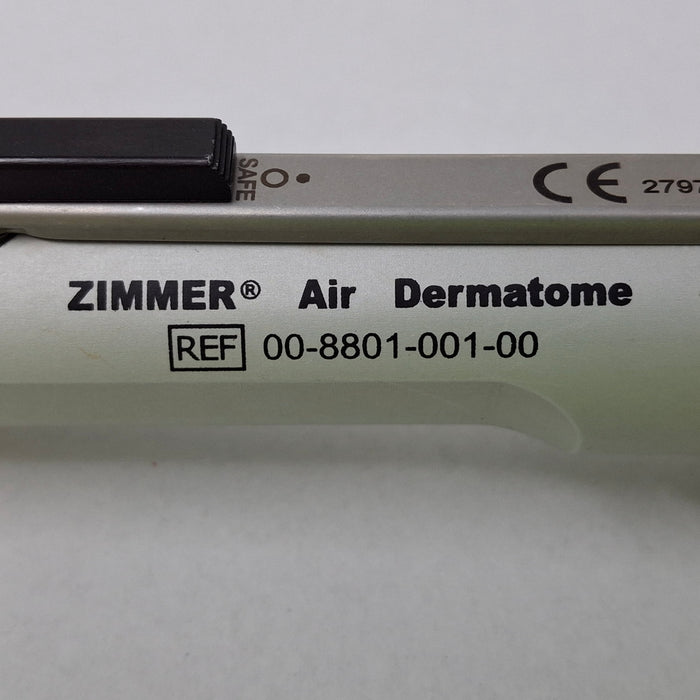 SAFE
CE 2797
ZIMMER® Air Dermatome
REF 00-8801-001-00